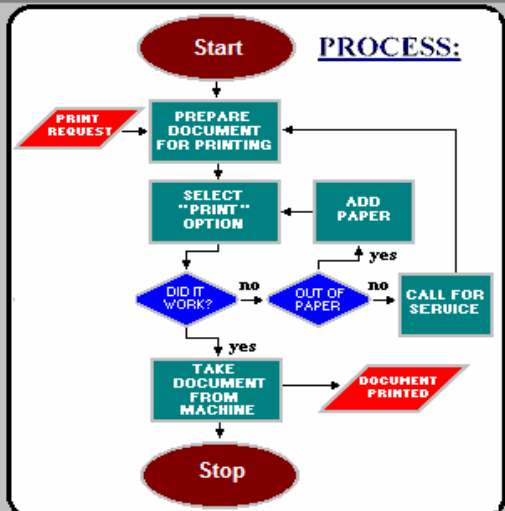 Start
PROCESS:
PRINT
REQUEST
PREPARE
DOCUMENT
FOR PRINTING
SELECT
"PRINT"
OPTION
ADD
PAPER
yes
DID IT
WORK?
no
OUT OF
PAPER
no
CALL FOR
SERVICE
yes
TAKE
DOCUMENT
FROM
MACHINE
DOCUMENT
PRINTED
Stop